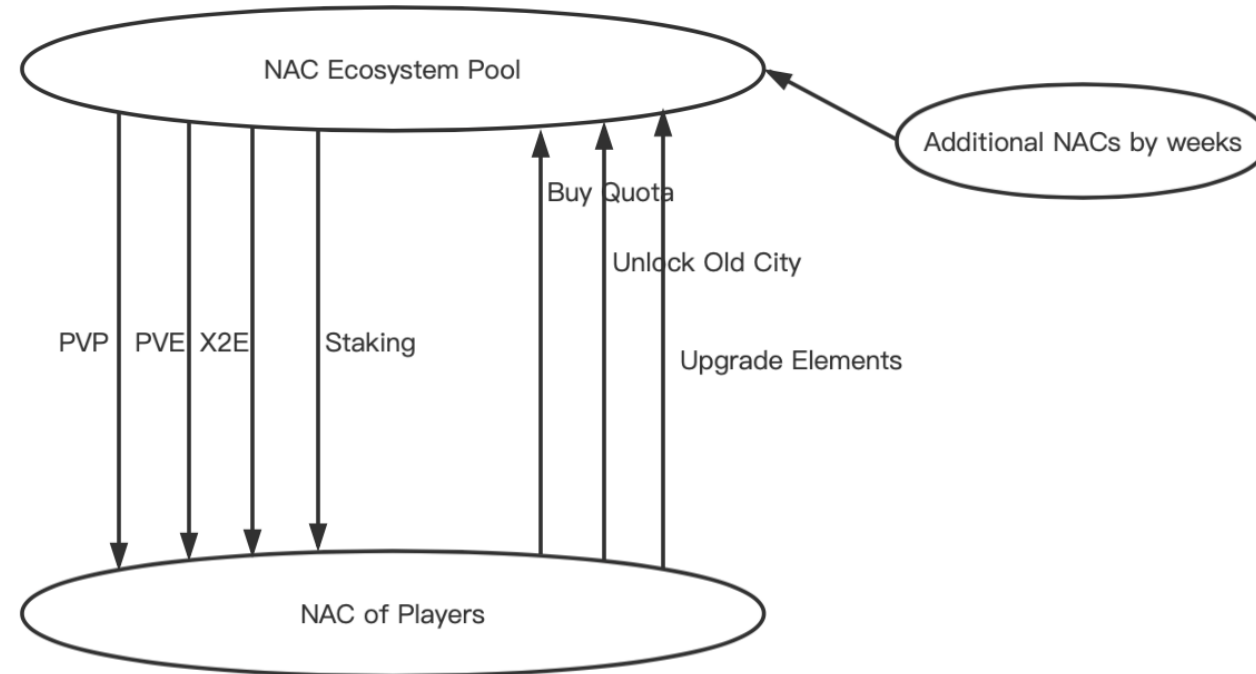 NAC Ecosystem Pool
Additional NACs by weeks
Buy Quota
Unlock Old City
PVP
PVE
X2E
Staking
Upgrade Elements
NAC of Players